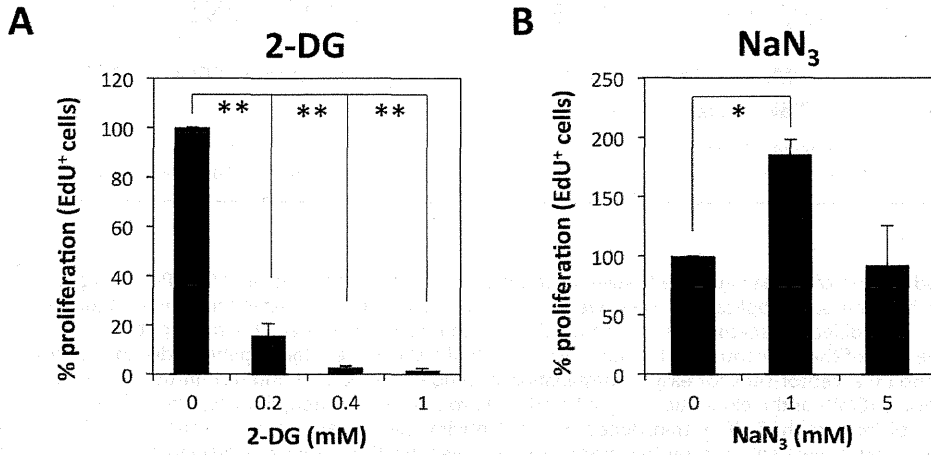 A
2-DG
% proliferation (EdU⁺ cells)
120
100
80
60
40
20
0
** ** **
0 0.2 0.4 1
2-DG (mM)
B
NaN₃
% proliferation (EdU⁺ cells)
250
200
150
100
50
0
*
0 1 5
NaN₃ (mM)